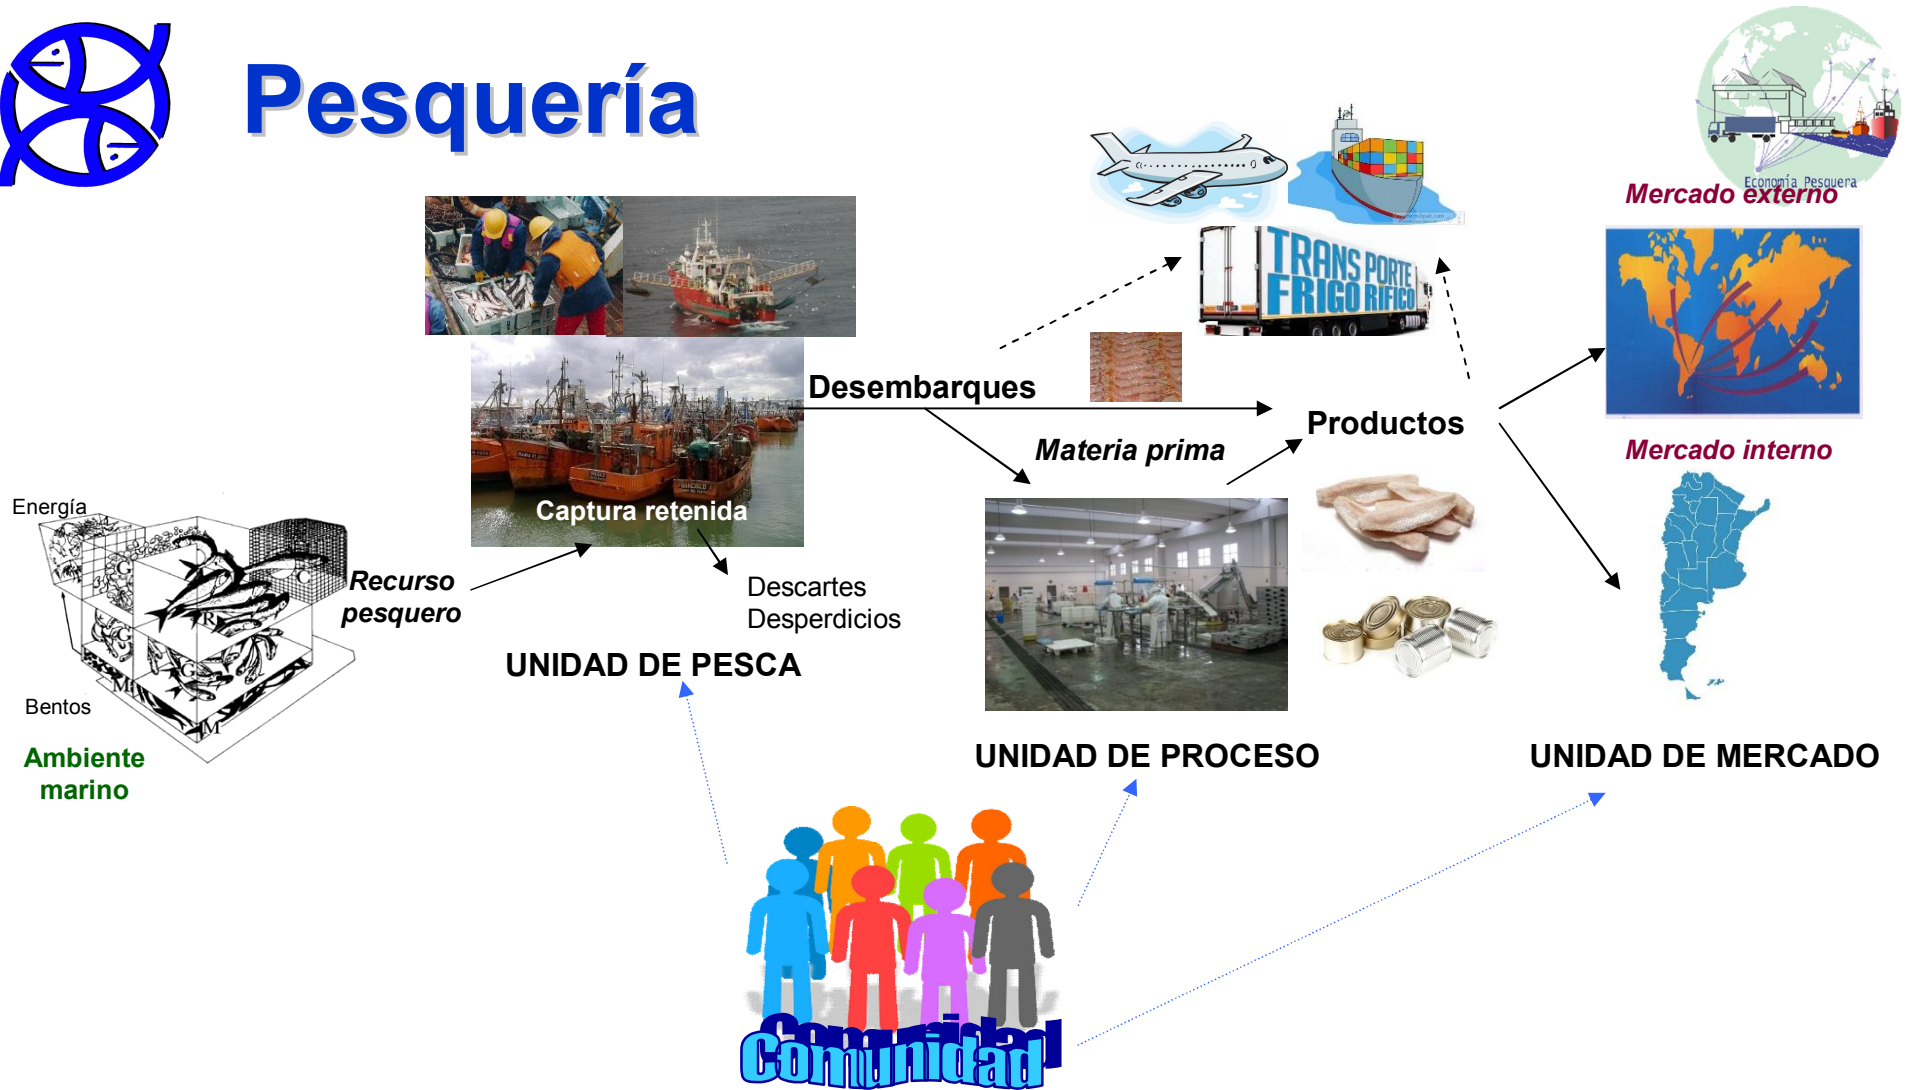 Pesquería
Economía Pesquera
Mercado externo
TRANSPORTE
FRIGORIFICO
Desembarques
Productos
Materia prima
Mercado interno
Captura retenida
Energía
G
C
Recurso
pesquero
R
G
G
M
M
Descartes
Desperdicios
Bentos
Ambiente
marino
UNIDAD DE PESCA
UNIDAD DE PROCESO
UNIDAD DE MERCADO
Comunidad